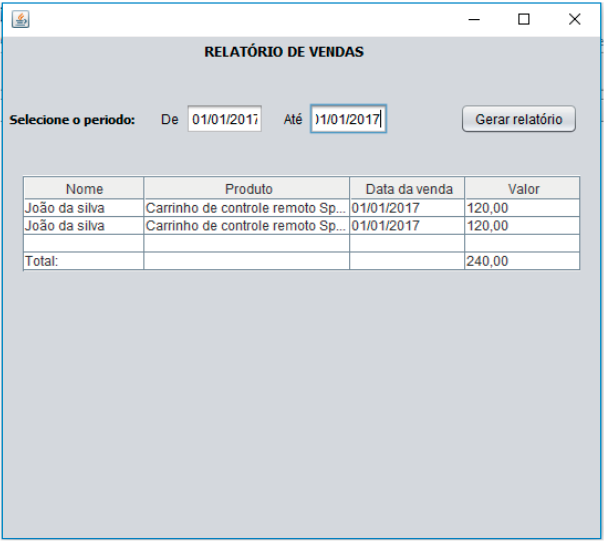 RELATÓRIO DE VENDAS
Selecione o periodo: De 01/01/2017 Até 01/01/2017 Gerar relatório
Nome Produto Data da venda Valor
João da silva Carrinho de controle remoto Sp... 01/01/2017 120,00
João da silva Carrinho de controle remoto Sp... 01/01/2017 120,00
Total: 240,00